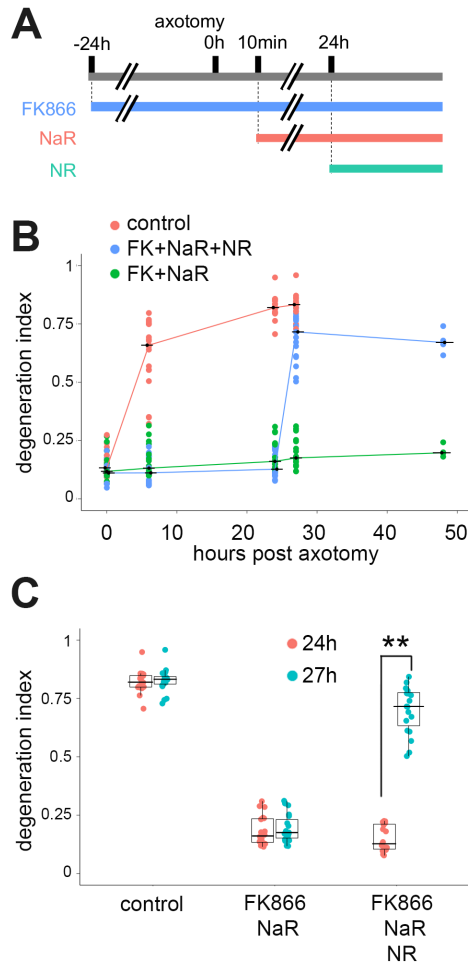 A
axotomy
-24h 0h 10min 24h
FK866
NaR
NR
B
control
FK+NaR+NR
FK+NaR
degeneration index
1
0.75
0.5
0.25
0
0 10 20 30 40 50
hours post axotomy
C
24h
27h
**
degeneration index
1
0.75
0.5
0.25
0
control
FK866
NaR
FK866
NaR
NR